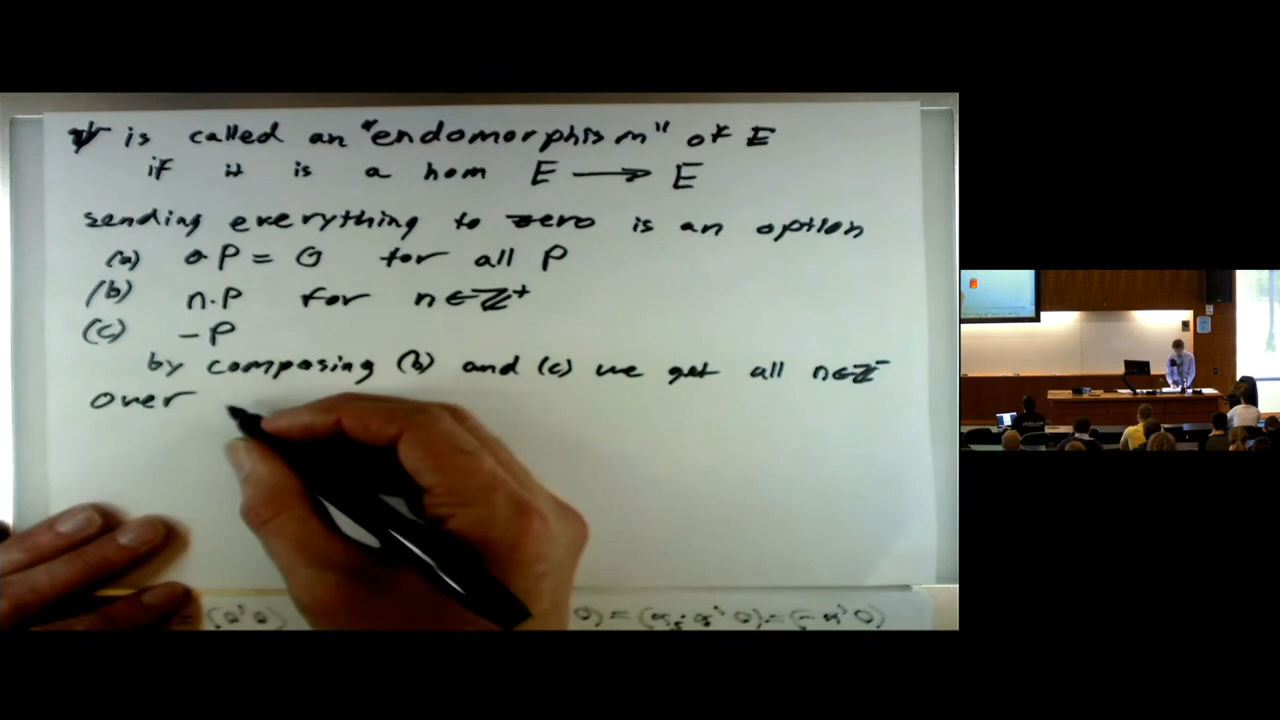 ψ is called an "endomorphism" of E
if it is a hom E → E
sending everything to zero is an option
(a) 0P = O for all P
(b) n·P for n∈ℤ⁺
(c) -P
by composing (b) and (c) we get all n∈ℤ⁻
over